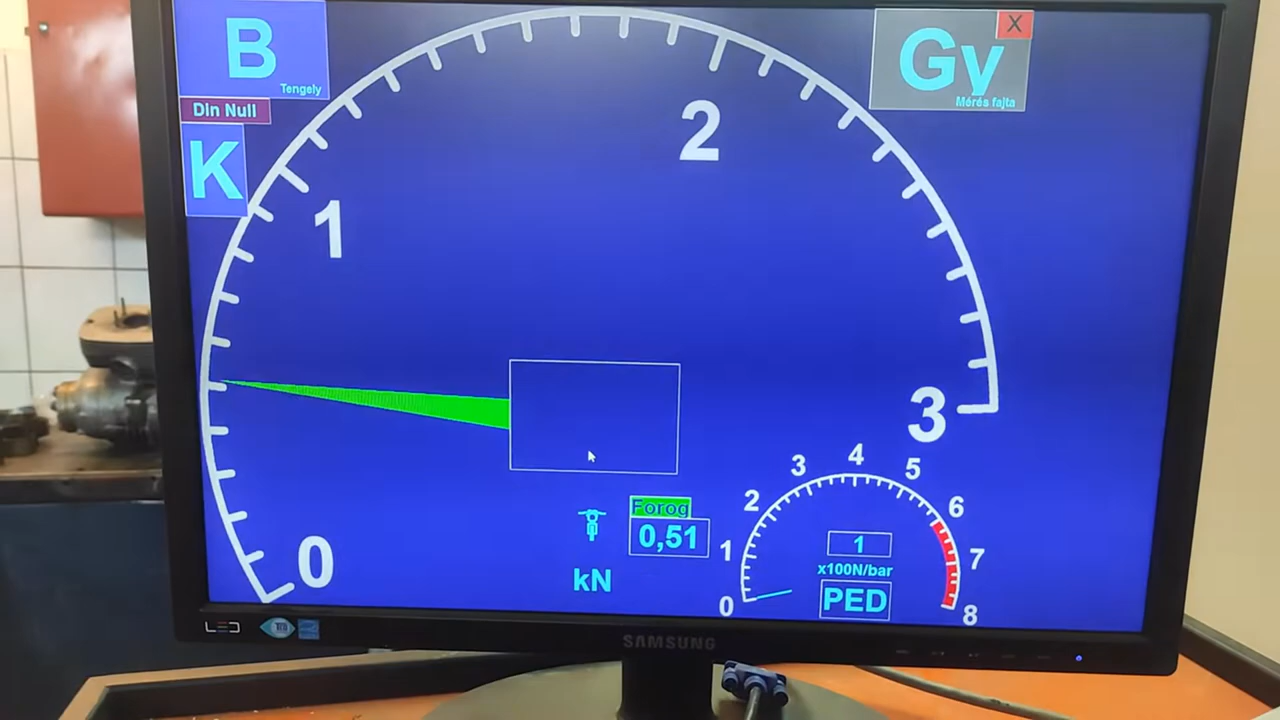 B
Tengely
Din Null
K
X
Gy
Mérés fajta
0
1
2
3
Forog
0,51
kN
0
1
2
3
4
5
6
7
8
1
x100N/bar
PED
LED
SAMSUNG